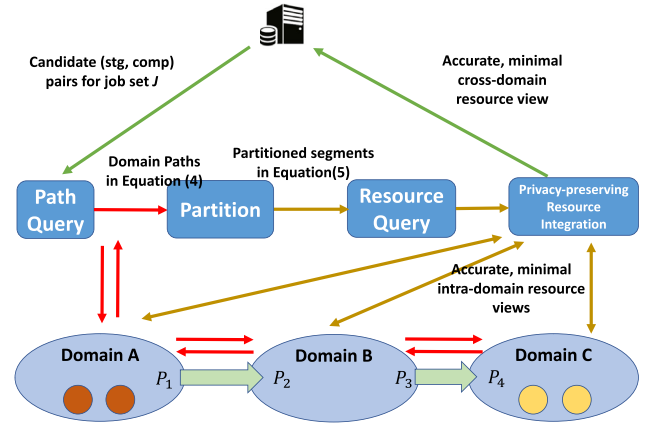 Candidate (stg, comp)
pairs for job set J
Accurate, minimal
cross-domain
resource view
Domain Paths
in Equation (4)
Partitioned segments
in Equation(5)
Path
Query
Partition
Resource
Query
Privacy-preserving
Resource
Integration
Accurate, minimal
intra-domain resource
views
Domain A
Domain B
Domain C
P₁
P₂
P₃
P₄